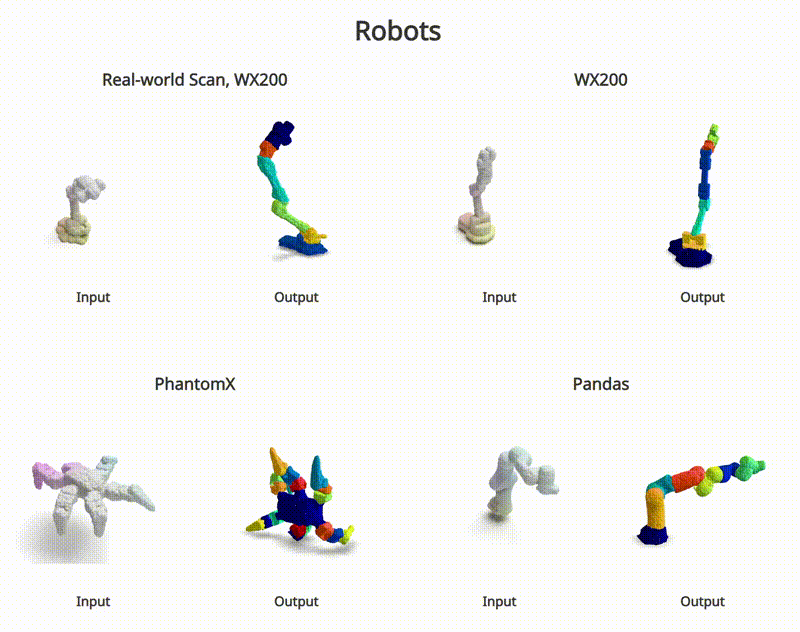 Robots
Real-world Scan, WX200
WX200
Input
Output
Input
Output
PhantomX
Pandas
Input
Output
Input
Output